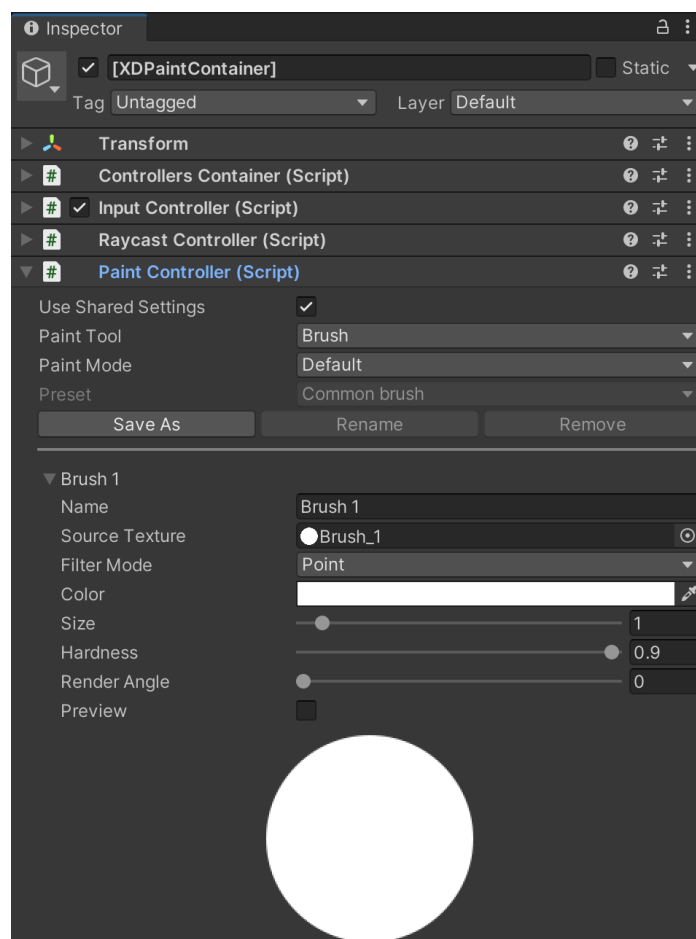 Inspector
[XDPaintContainer] Static
Tag Untagged Layer Default
Transform
# Controllers Container (Script)
# Input Controller (Script)
# Raycast Controller (Script)
# Paint Controller (Script)
Use Shared Settings
Paint Tool Brush
Paint Mode Default
Preset Common brush
Save As Rename Remove
Brush 1
Name Brush 1
Source Texture Brush_1
Filter Mode Point
Color
Size 1
Hardness 0.9
Render Angle 0
Preview